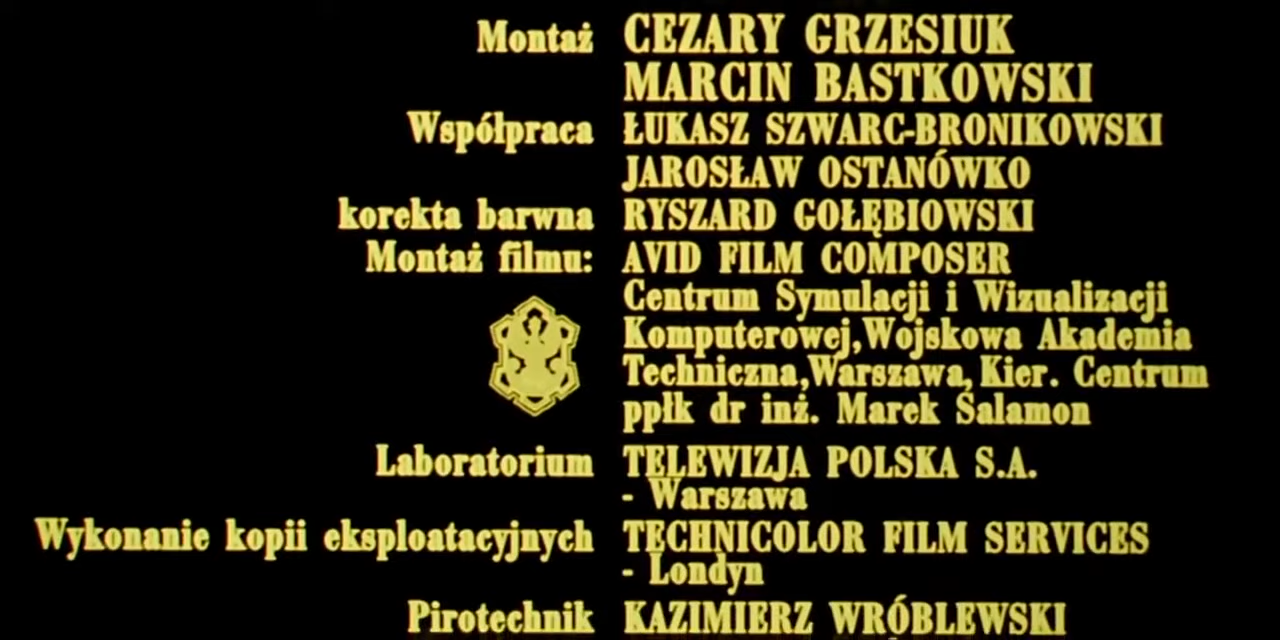 Montaż CEZARY GRZESIUK
MARCIN BASTKOWSKI
Współpraca ŁUKASZ SZWARC-BRONIKOWSKI
JAROSŁAW OSTANÓWKO
korekta barwna RYSZARD GOŁĘBIOWSKI
Montaż filmu: AVID FILM COMPOSER
Centrum Symulacji i Wizualizacji
Komputerowej,Wojskowa Akademia
Techniczna,Warszawa, Kier. Centrum
ppłk dr inż. Marek Salamon
Laboratorium TELEWIZJA POLSKA S.A.
- Warszawa
Wykonanie kopii eksploatacyjnych TECHNICOLOR FILM SERVICES
- Londyn
Pirotechnik KAZIMIERZ WRÓBLEWSKI